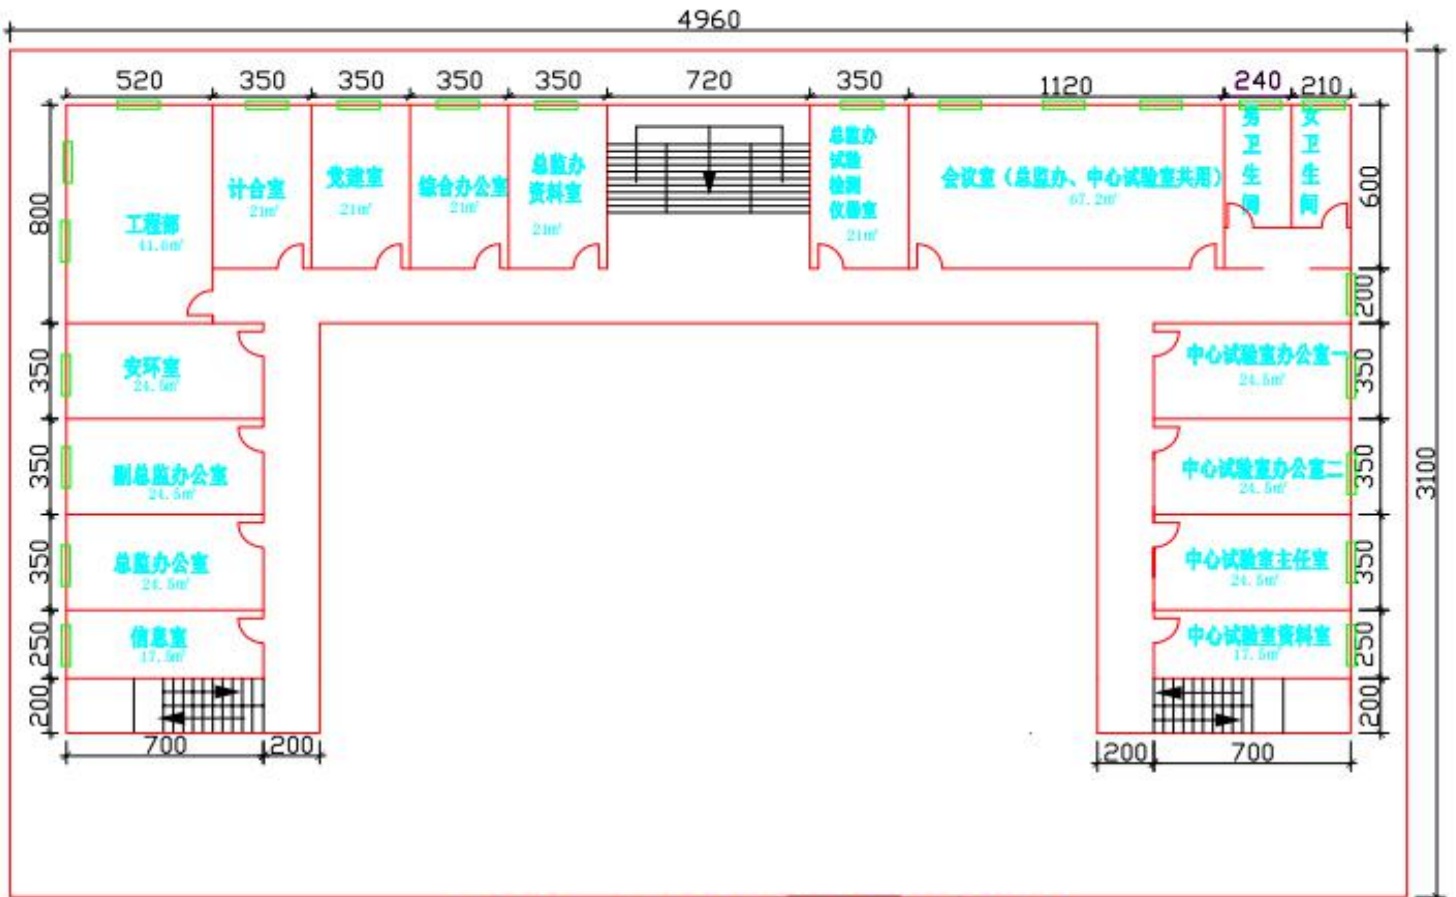 4960
520 350 350 350 350 720 350 1120 240 210
800
600
200
350
350
350
250
200
350
350
350
250
200
3100
工程部
41.6㎡
计合室
21㎡
党建室
21㎡
综合办公室
21㎡
总监办
资料室
21㎡
总监办
试验
检测
仪器室
21㎡
会议室（总监办、中心试验室共用）
67.2㎡
男卫生间
女卫生间
安环室
24.5㎡
副总监办公室
24.5㎡
总监办公室
24.5㎡
信息室
17.5㎡
中心试验室办公室一
24.5㎡
中心试验室办公室二
24.5㎡
中心试验室主任室
24.5㎡
中心试验室资料室
17.5㎡
700 200
200 700